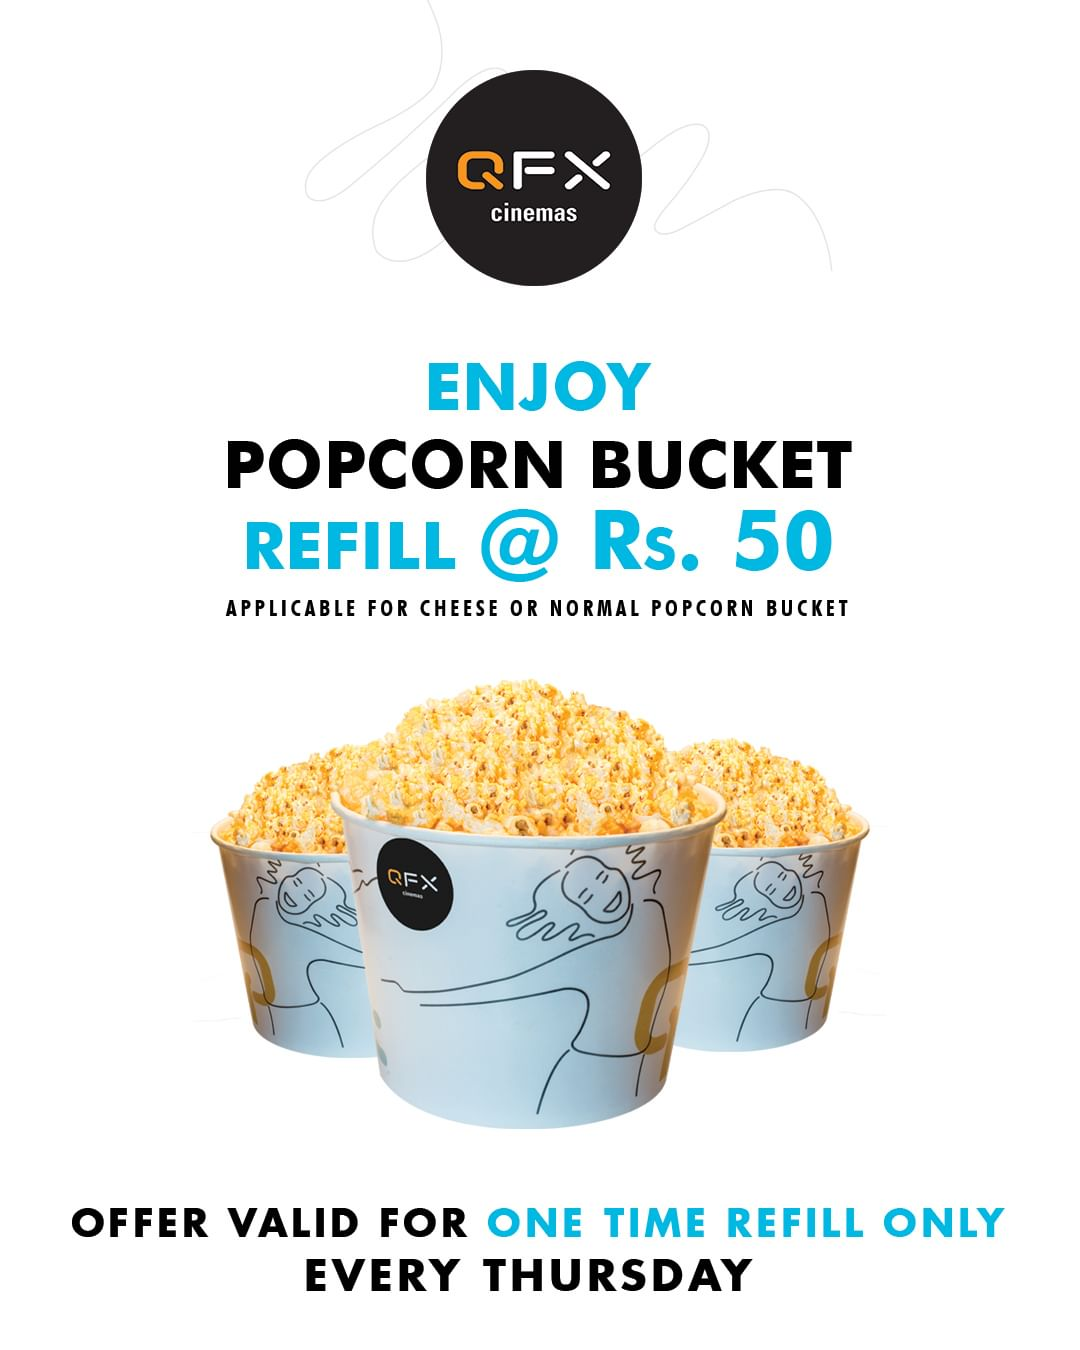 QFX
cinemas
ENJOY
POPCORN BUCKET
REFILL @ Rs. 50
APPLICABLE FOR CHEESE OR NORMAL POPCORN BUCKET
QFX
cinemas
OFFER VALID FOR ONE TIME REFILL ONLY
EVERY THURSDAY